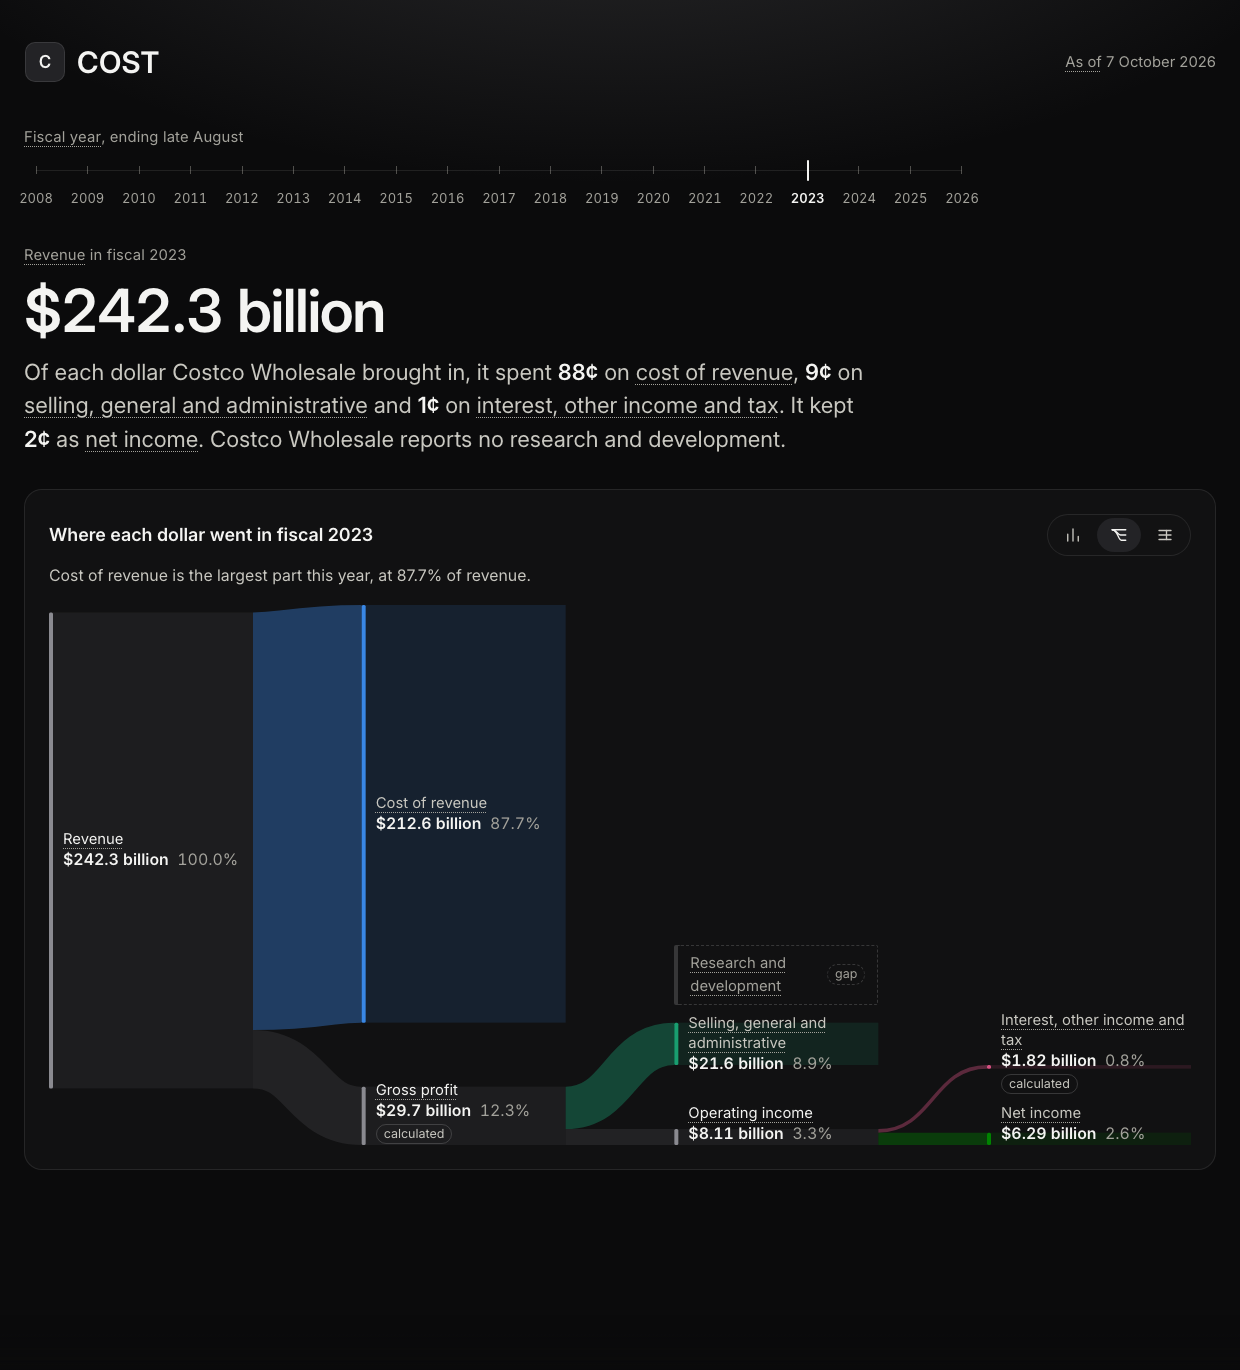 C COST
As of 7 October 2026
Fiscal year, ending late August
2008 2009 2010 2011 2012 2013 2014 2015 2016 2017 2018 2019 2020 2021 2022 2023 2024 2025 2026
Revenue in fiscal 2023
$242.3 billion
Of each dollar Costco Wholesale brought in, it spent 88¢ on cost of revenue, 9¢ on
selling, general and administrative and 1¢ on interest, other income and tax. It kept
2¢ as net income. Costco Wholesale reports no research and development.
Where each dollar went in fiscal 2023
Cost of revenue is the largest part this year, at 87.7% of revenue.
Revenue
$242.3 billion 100.0%
Cost of revenue
$212.6 billion 87.7%
Gross profit
$29.7 billion 12.3%
calculated
Research and
development
gap
Selling, general and
administrative
$21.6 billion 8.9%
Operating income
$8.11 billion 3.3%
Interest, other income and
tax
$1.82 billion 0.8%
calculated
Net income
$6.29 billion 2.6%